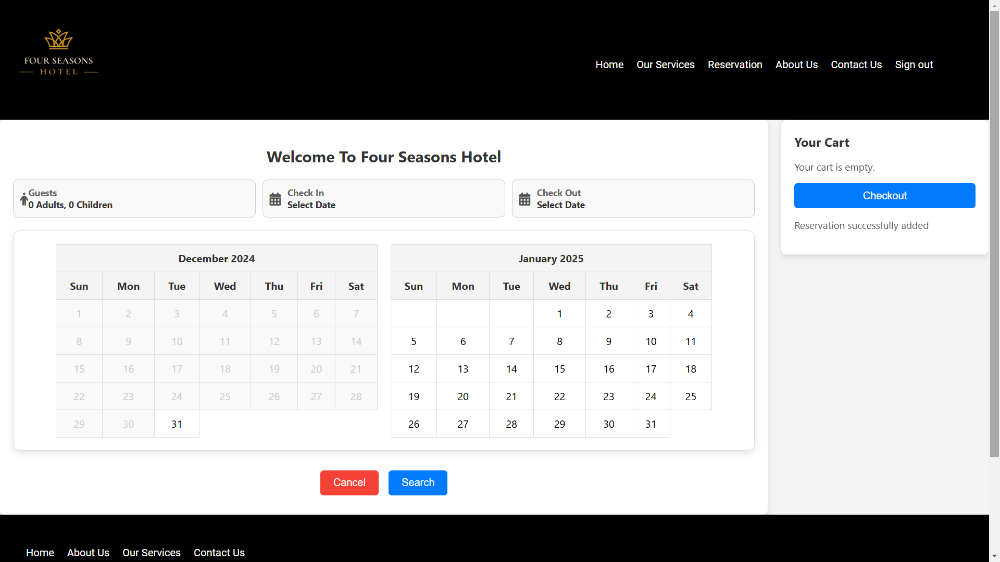 FOUR SEASONS
HOTEL
Home Our Services Reservation About Us Contact Us Sign out
Welcome To Four Seasons Hotel
Guests
0 Adults, 0 Children
Check In
Select Date
Check Out
Select Date
December 2024
Sun Mon Tue Wed Thu Fri Sat
1 2 3 4 5 6 7
8 9 10 11 12 13 14
15 16 17 18 19 20 21
22 23 24 25 26 27 28
29 30 31
January 2025
Sun Mon Tue Wed Thu Fri Sat
1 2 3 4
5 6 7 8 9 10 11
12 13 14 15 16 17 18
19 20 21 22 23 24 25
26 27 28 29 30 31
Cancel Search
Your Cart
Your cart is empty.
Checkout
Reservation successfully added
Home About Us Our Services Contact Us